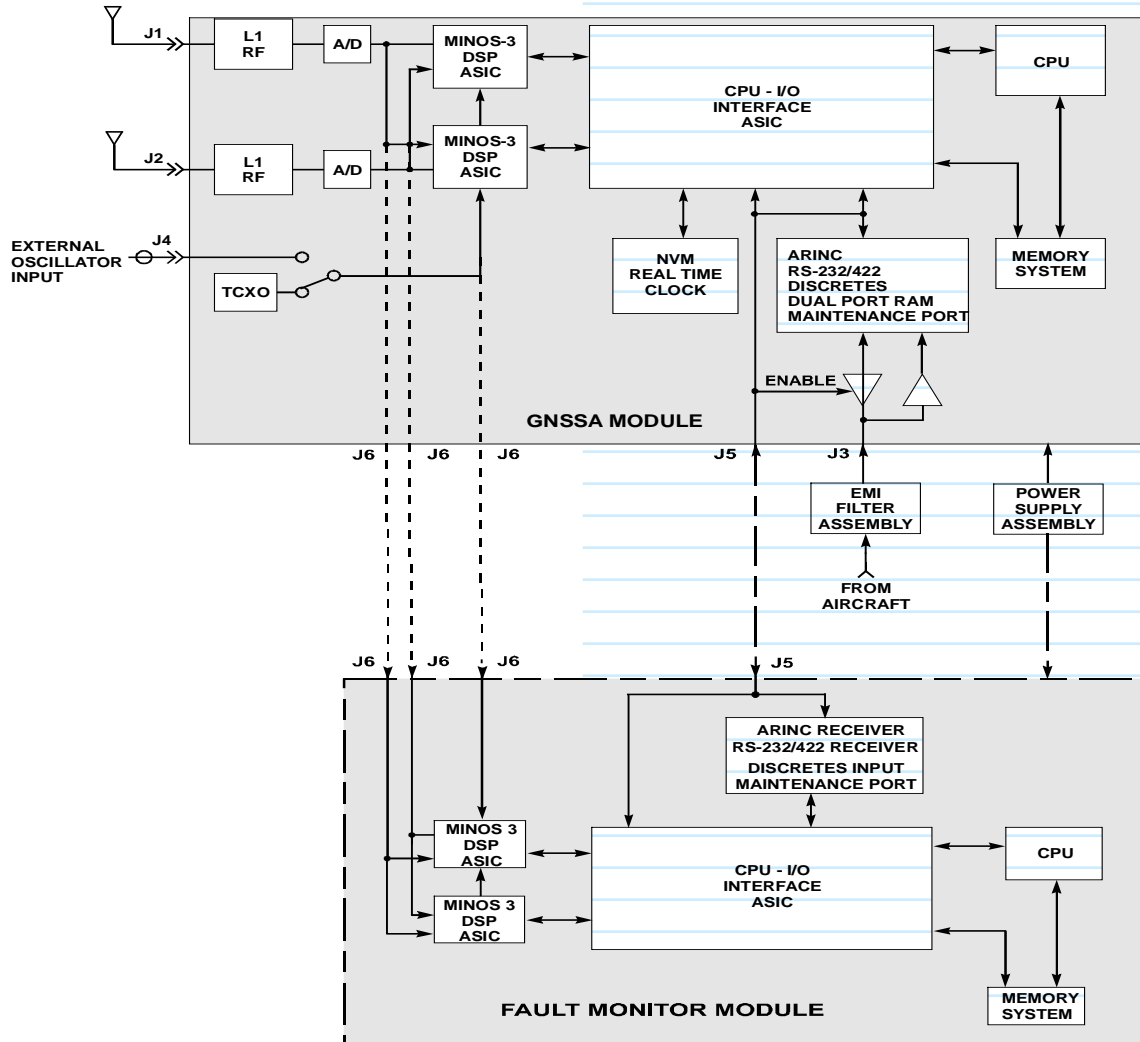 J1
L1
RF
A/D
MINOS-3
DSP
ASIC
CPU - I/O
INTERFACE
ASIC
CPU
J2
L1
RF
A/D
MINOS-3
DSP
ASIC
EXTERNAL
OSCILLATOR
INPUT
J4
TCXO
NVM
REAL TIME
CLOCK
ARINC
RS-232/422
DISCRETES
DUAL PORT RAM
MAINTENANCE PORT
MEMORY
SYSTEM
ENABLE
GNSSA MODULE
J6
J6
J6
J5
J3
EMI
FILTER
ASSEMBLY
POWER
SUPPLY
ASSEMBLY
FROM
AIRCRAFT
J6
J6
J6
J5
ARINC RECEIVER
RS-232/422 RECEIVER
DISCRETES INPUT
MAINTENANCE PORT
MINOS 3
DSP
ASIC
MINOS 3
DSP
ASIC
CPU - I/O
INTERFACE
ASIC
CPU
MEMORY
SYSTEM
FAULT MONITOR MODULE